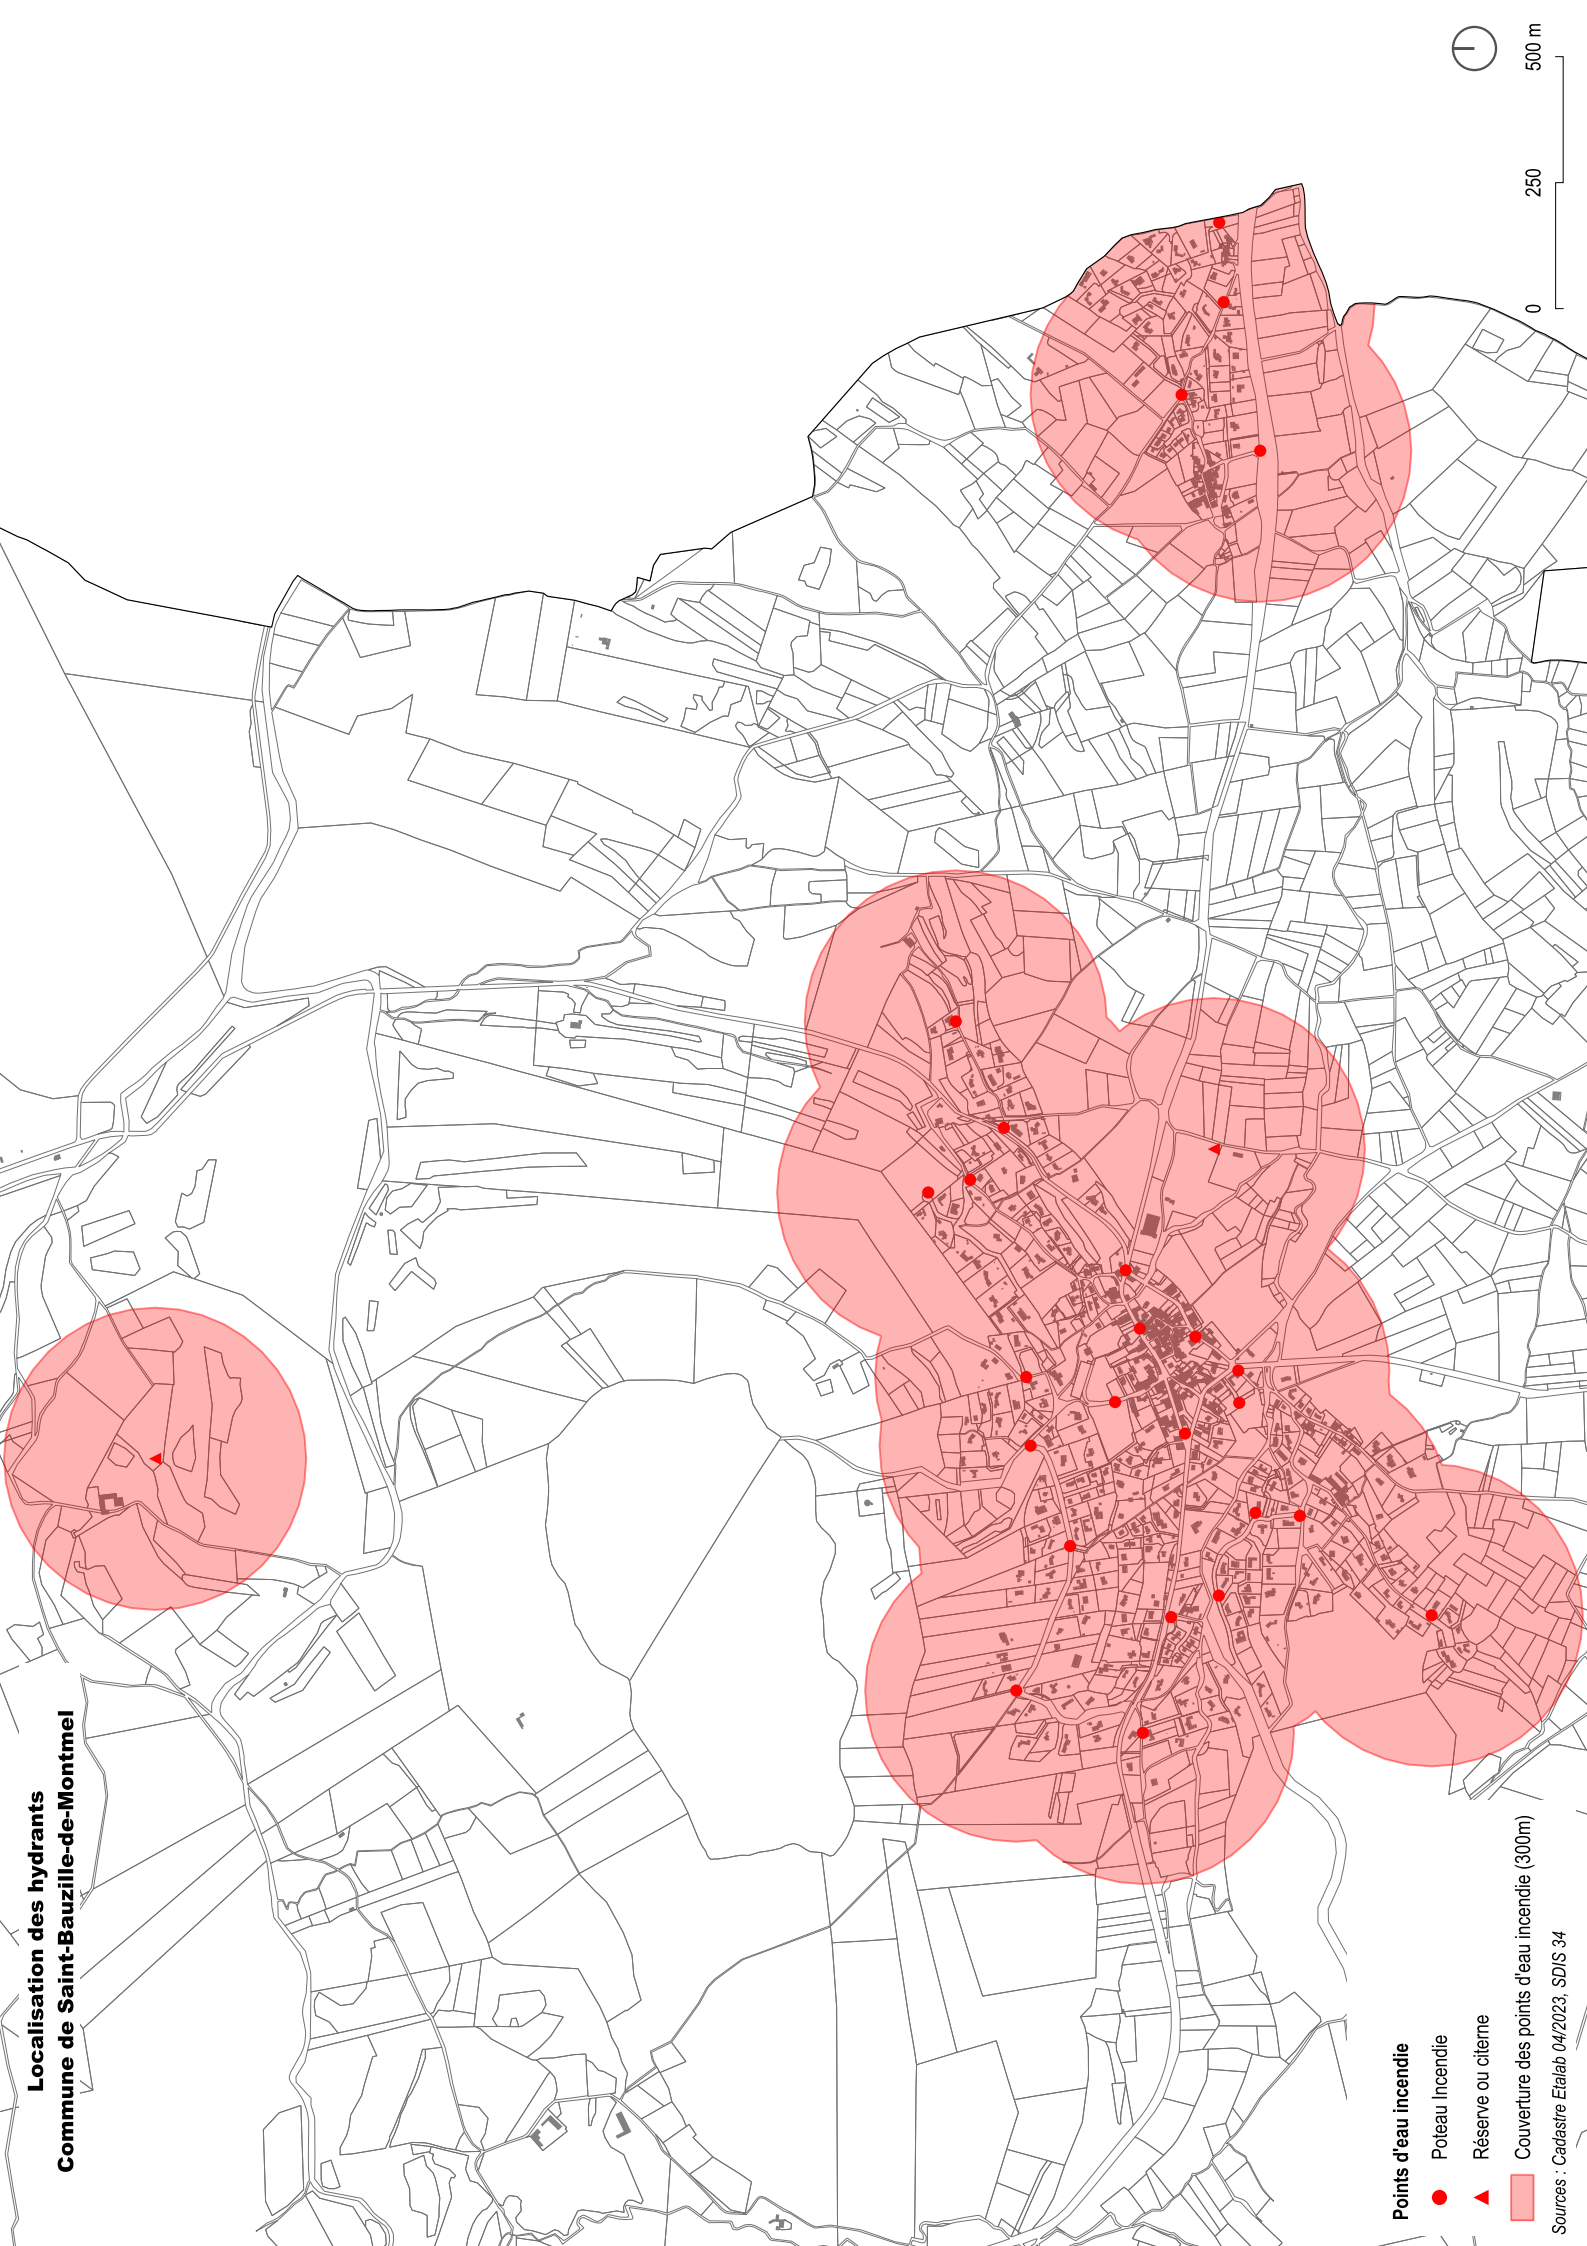 Localisation des hydrants
Commune de Saint-Bauzille-de-Montmel
0 250 500 m
Points d'eau incendie
Poteau Incendie
Réserve ou citerne
Couverture des points d'eau incendie (300m)
Sources : Cadastre Etalab 04/2023, SDIS 34